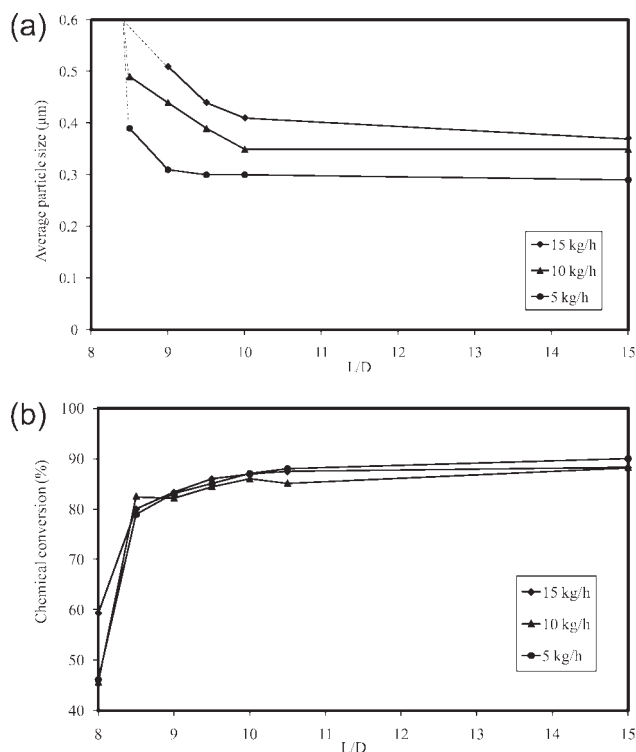 (a)
0.6
0.5
0.4
0.3
0.2
0.1
0
Average particle size (μm)
15 kg/h
10 kg/h
5 kg/h
8 9 10 11 12 13 14 15
L/D
(b)
100
90
80
70
60
50
40
Chemical conversion (%)
15 kg/h
10 kg/h
5 kg/h
8 9 10 11 12 13 14 15
L/D